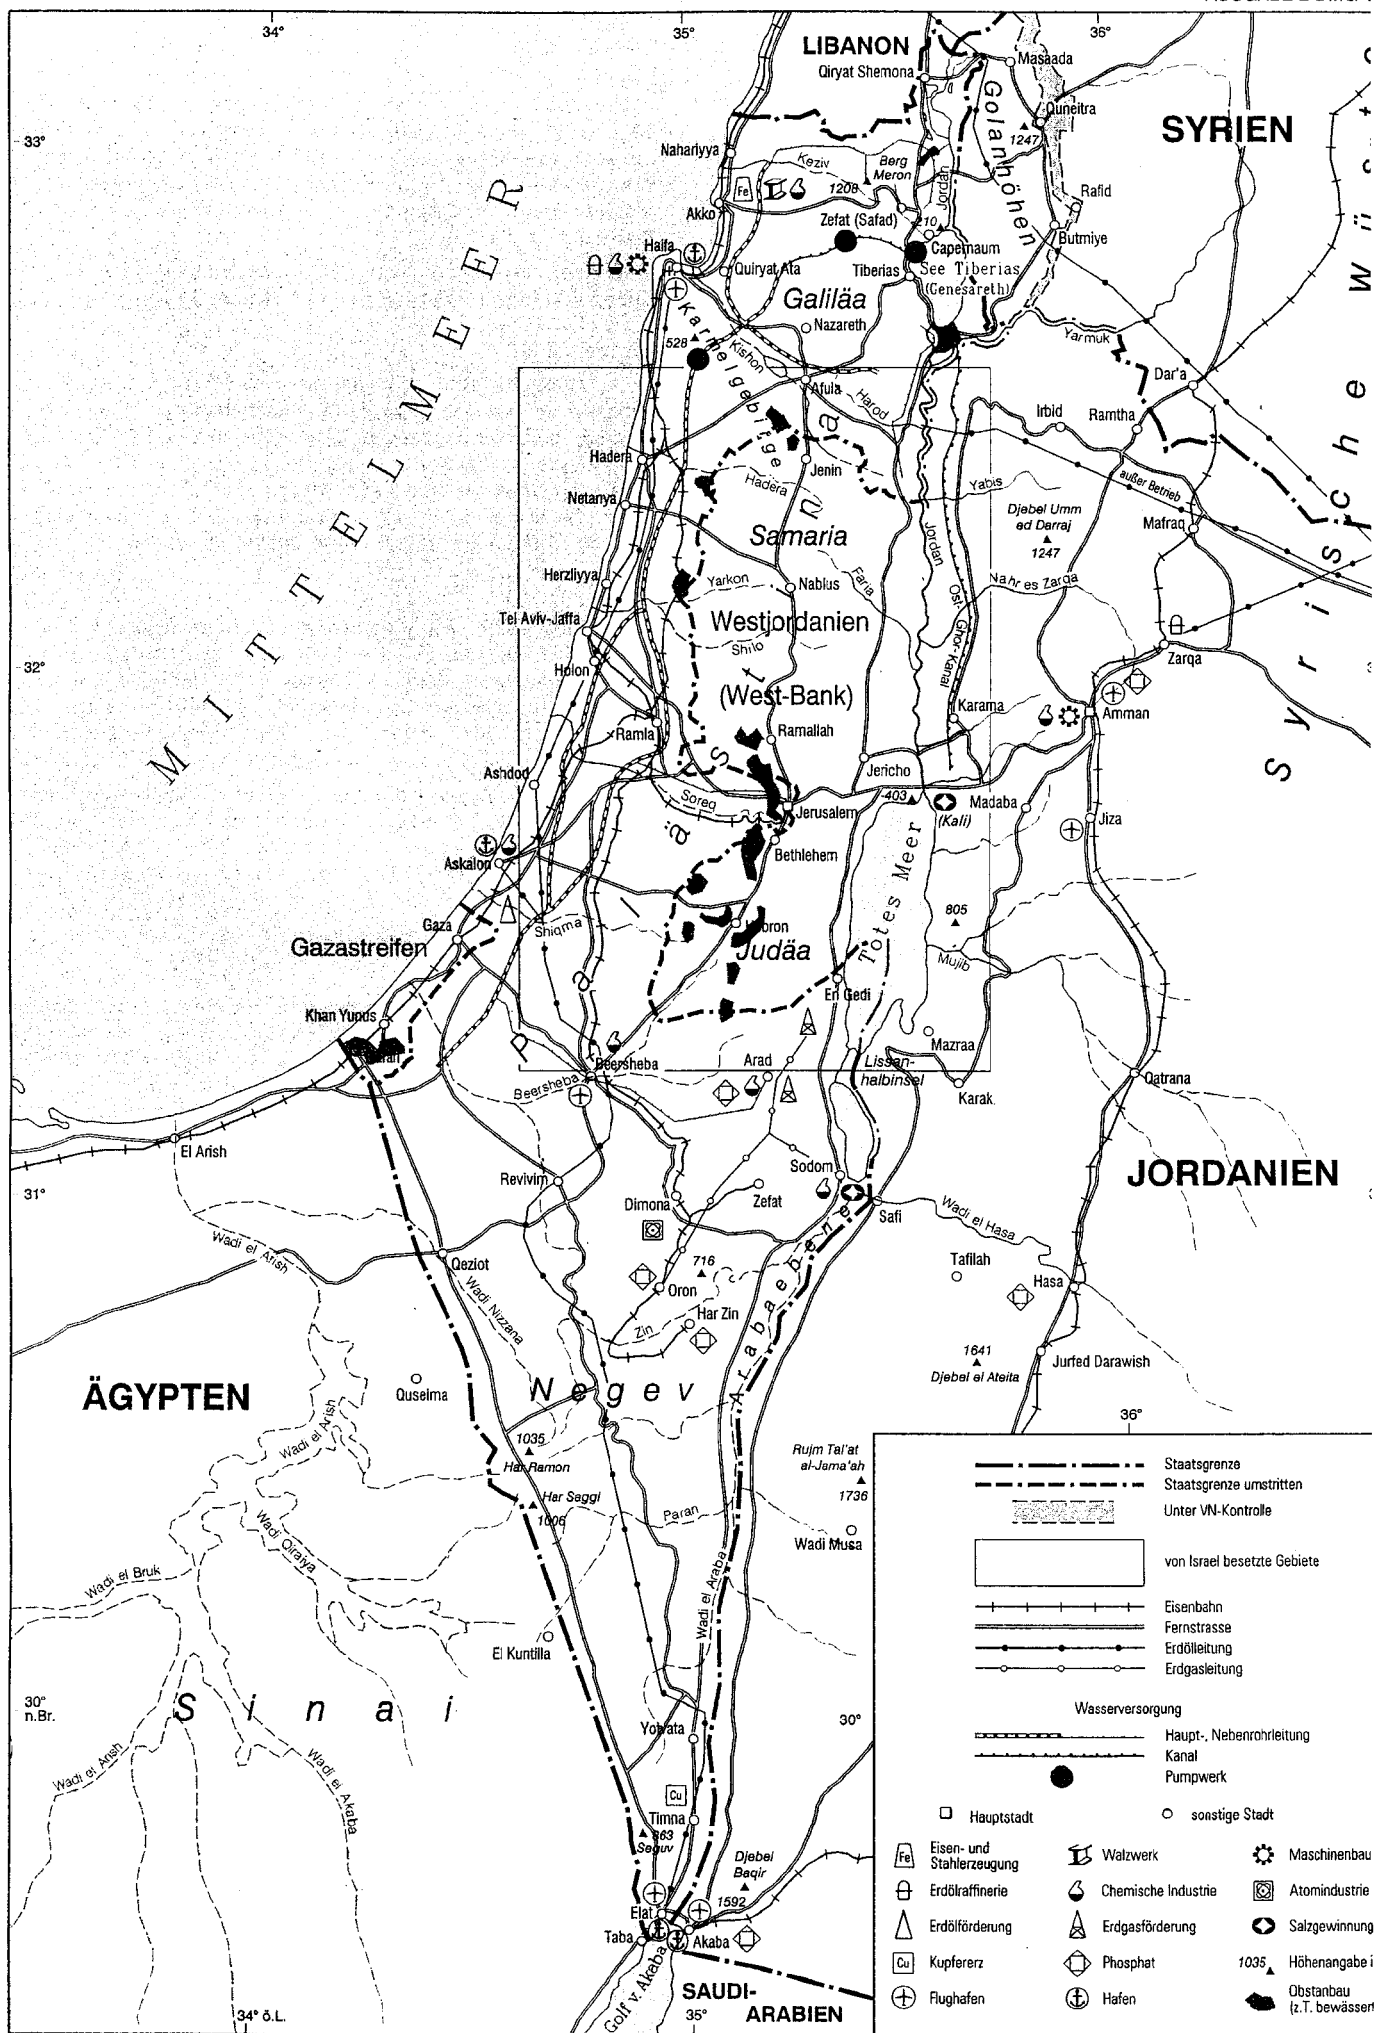 34°
35°
36°
LIBANON
Qiryat Shemona
Masaada
Golanhöhen
Quneitra
1247
SYRIEN
33°
Nahariyya
Keziv
Berg
Meron
1208
Jordan
Rafid
Fe
Akko
Zefat (Safad)
-210
Capernaum
Butmiye
Haifa
Quiryat Ata
Tiberias
See Tiberias
(Genesareth)
Galiläa
Nazareth
MITTELMEER
Karmelgebirge
528
Kishon
Yarmuk
Afula
Dar'a
Harod
Irbid
Ramtha
Hadera
Jenin
Hadera
außer Betrieb
Netanya
Yabis
Djebel Umm
ed Darraj
1247
Mafraq
Samaria
Jordan
Herzliyya
Yarkon
Nablus
Faria
Nahr es Zarqa
Tel Aviv-Jaffa
Westjordanien
Shilo
Ost-Ghor-Kanal
Zarqa
32°
Holon
(West-Bank)
Karama
Amman
Ramla
Ramallah
Jericho
Ashdod
Soreq
Jerusalem
-403
(Kali)
Madaba
Jiza
Askalon
Bethlehem
Totes Meer
805
Gaza
Shiqma
Hebron
Gazastreifen
Judäa
Mujib
En Gedi
Khan Yunus
Mazraa
Beersheba
Arad
Lissan-
halbinsel
Beersheba
Karak
Qatrana
El Arish
JORDANIEN
Sodom
31°
Revivim
Dimona
Zefat
Safi
Wadi el Hasa
Wadi el Arish
Qeziot
716
Tafilah
Hasa
Oron
Wadi Nizzana
Har Zin
Zin
Arabaebene
1641
Djebel el Ateita
Jurfed Darawish
ÄGYPTEN
Quseima
Negev
Palästina
Syrische Wüste
Wadi el Arish
1035
Har Ramon
Rujm Tal'at
al-Jama'ah
1736
36°
Har Saggi
1006
Paran
Wadi Musa
Wadi Qiraiya
Wadi el Bruk
Wadi el Araba
El Kuntilla
30°
n.Br.
Sinai
30°
Yotvata
Wadi el Arish
Wadi el Akaba
Cu
Timna
863
Seguv
Djebel
Baqir
1592
Elat
Taba
Akaba
Golf v. Akaba
SAUDI-
ARABIEN
34° ö.L.
35°
Staatsgrenze
Staatsgrenze umstritten
Unter VN-Kontrolle
von Israel besetzte Gebiete
Eisenbahn
Fernstrasse
Erdölleitung
Erdgasleitung
Wasserversorgung
Haupt-, Nebenrohrleitung
Kanal
Pumpwerk
Hauptstadt
sonstige Stadt
Fe
Eisen- und
Stahlerzeugung
Walzwerk
Maschinenbau
Erdölraffinerie
Chemische Industrie
Atomindustrie
Erdölförderung
Erdgasförderung
Salzgewinnung
Cu
Kupfererz
Phosphat
1035
Höhenangabe i
Flughafen
Hafen
Obstanbau
(z.T. bewässert